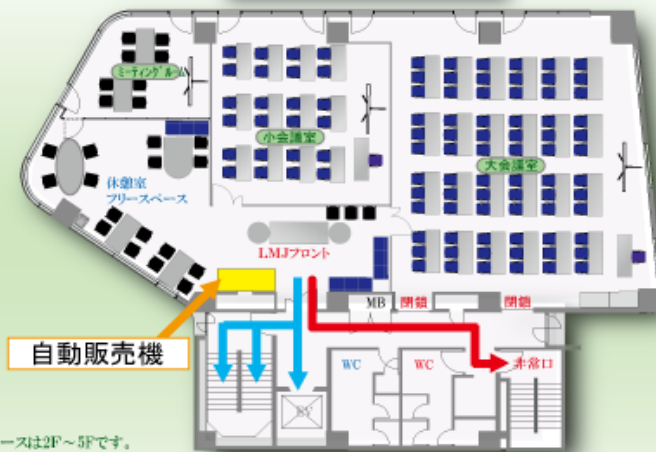 ミーティングルーム
小会議室
大会議室
休憩室
フリースペース
LMJフロント
MB
閉鎖
閉鎖
自動販売機
WC
WC
非常口
EV
ースは2F～5Fです。